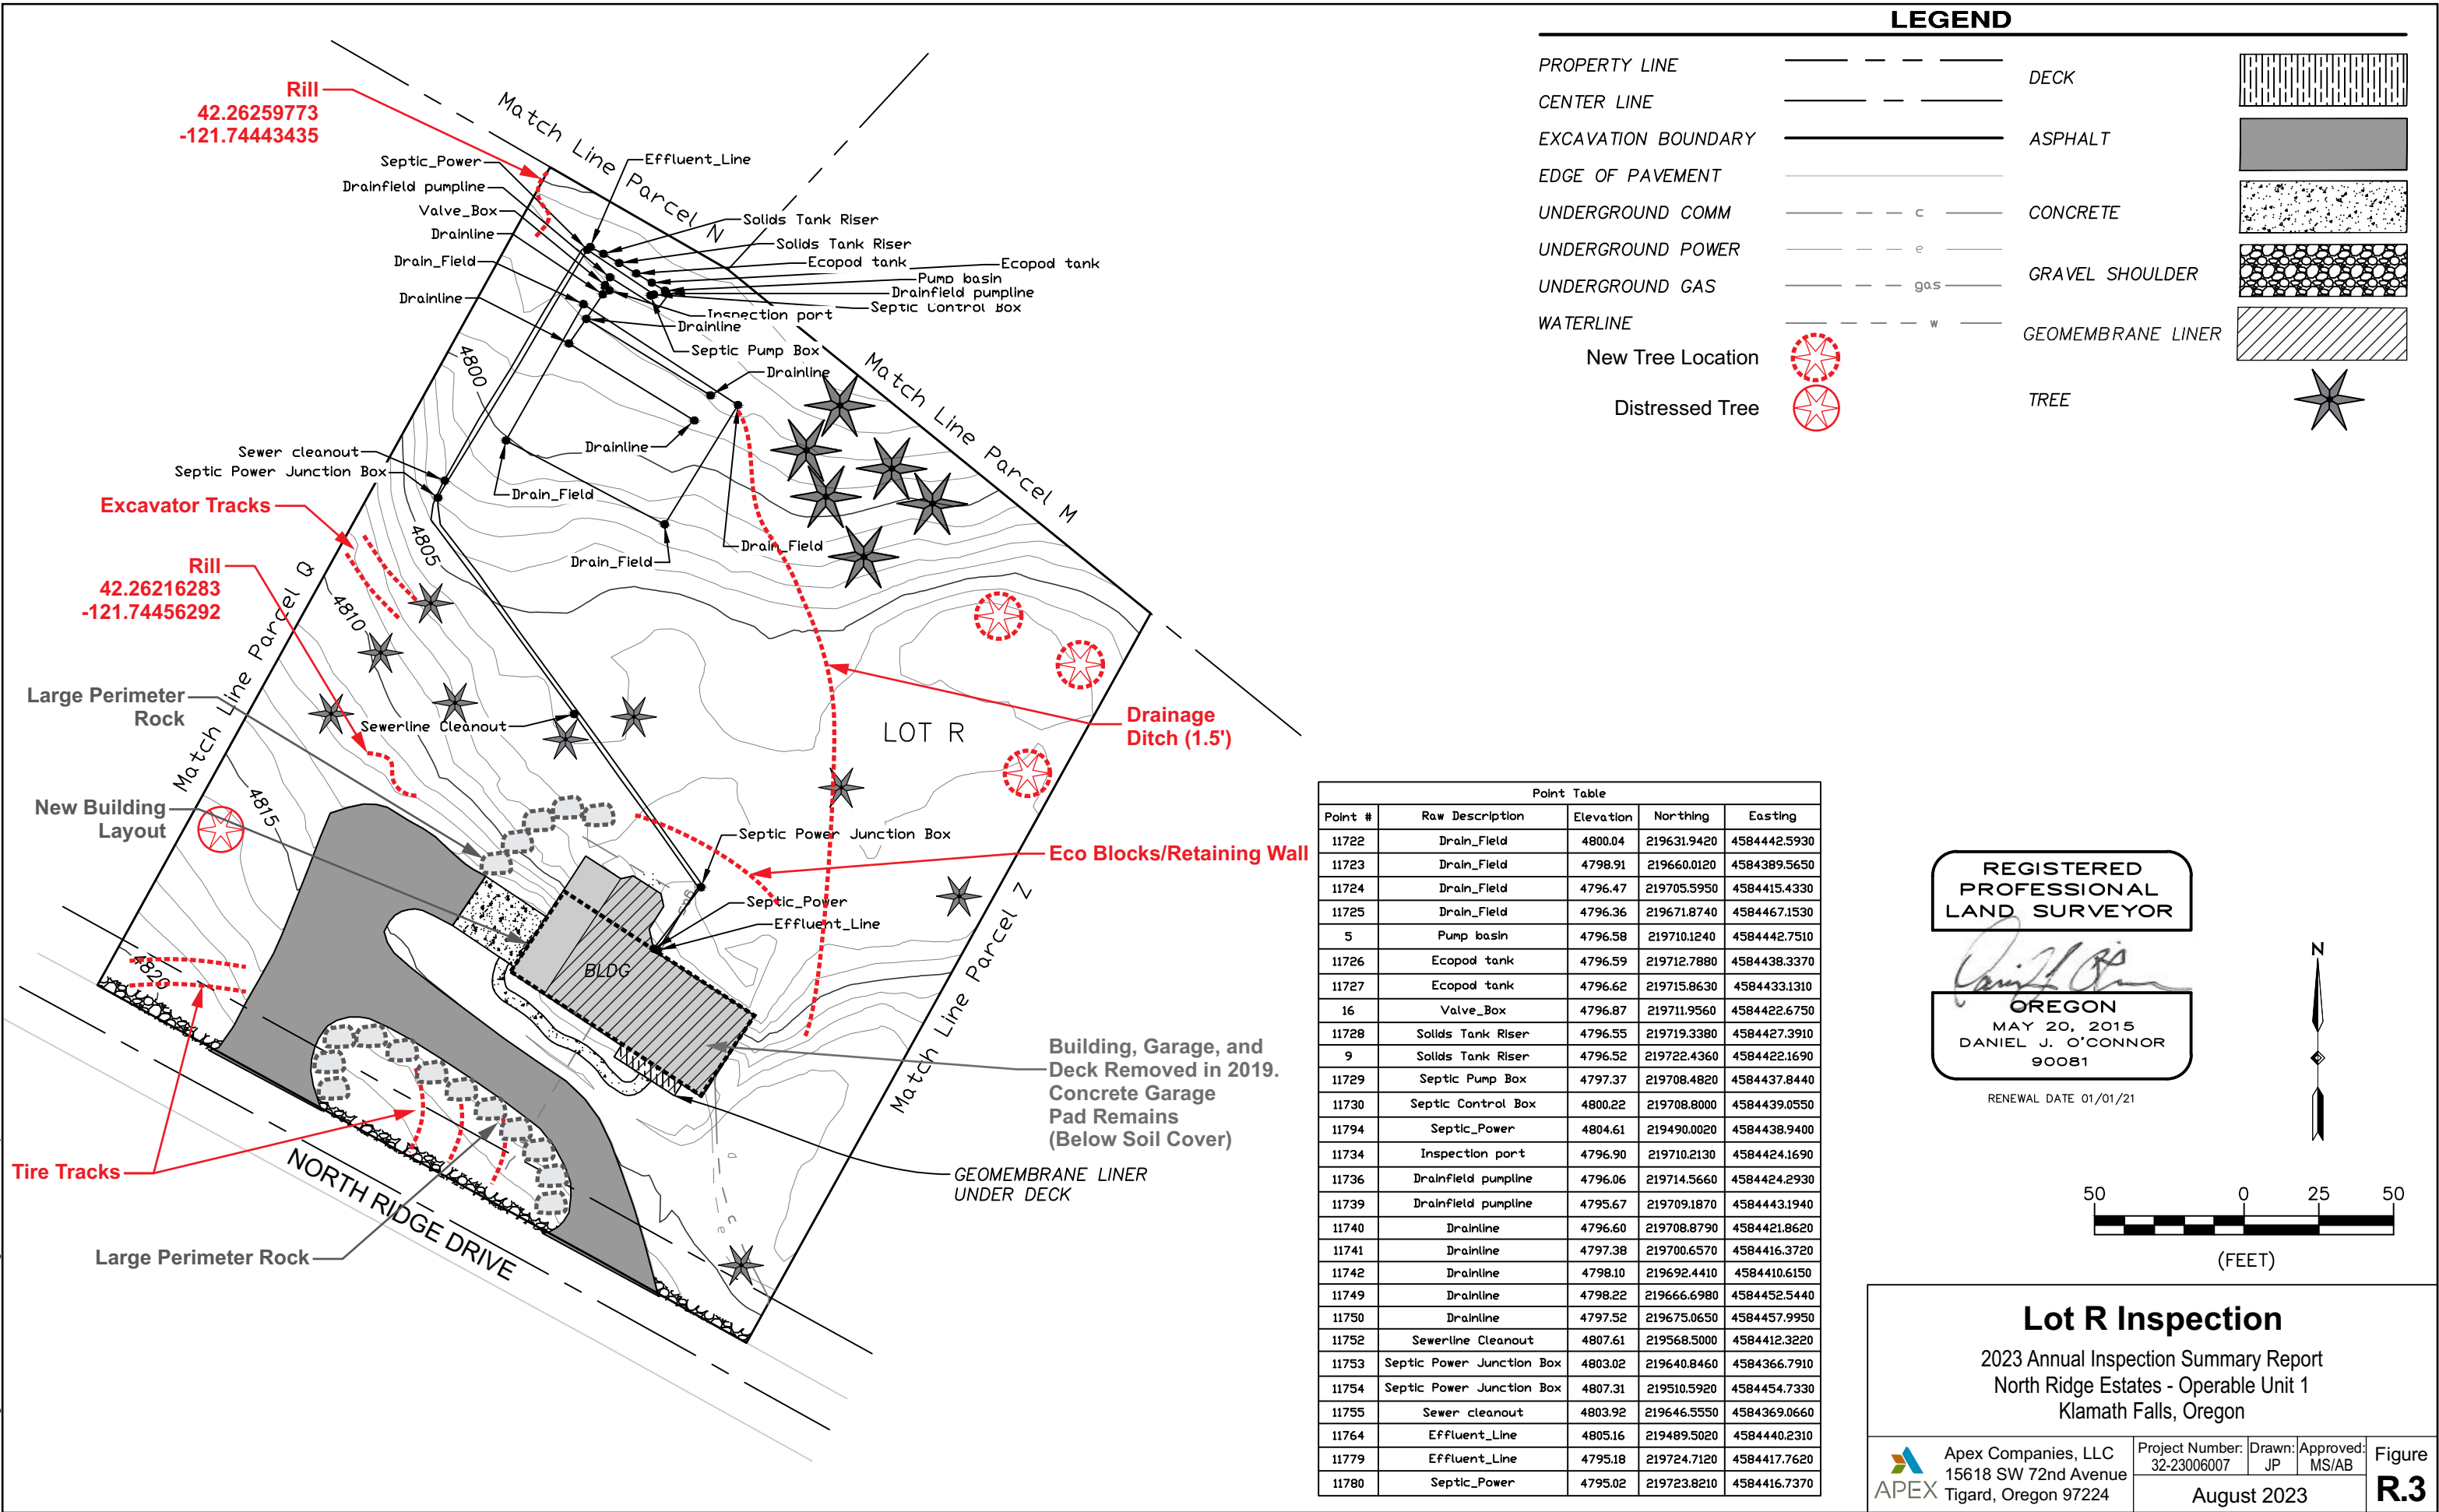 LEGEND
PROPERTY LINE
CENTER LINE
EXCAVATION BOUNDARY
EDGE OF PAVEMENT
UNDERGROUND COMM
c
UNDERGROUND POWER
e
UNDERGROUND GAS
gas
WATERLINE
w
New Tree Location
Distressed Tree
DECK
ASPHALT
CONCRETE
GRAVEL SHOULDER
GEOMEMBRANE LINER
TREE
Rill
42.26259773
-121.74443435
Match Line Parcel N
Septic_Power
Effluent_Line
Drainfield pumpline
Valve_Box
Solids Tank Riser
Drainline
Solids Tank Riser
Ecopod tank
Ecopod tank
Drain_Field
Pump basin
Drainfield pumpline
Septic Control Box
Drainline
Inspection port
Drainline
Septic Pump Box
Drainline
4800
Match Line Parcel M
Drainline
Sewer cleanout
Septic Power Junction Box
Drain_Field
Excavator Tracks
4805
Drain_Field
Drain_Field
Rill
42.26216283
-121.74456292
4810
Match Line Parcel Q
Large Perimeter
Rock
Sewerline Cleanout
LOT R
Drainage
Ditch (1.5')
New Building
Layout
4815
Septic Power Junction Box
Eco Blocks/Retaining Wall
gas
Septic_Power
Effluent_Line
BLDG
4820
Match Line Parcel Z
Building, Garage, and
Deck Removed in 2019.
Concrete Garage
Pad Remains
(Below Soil Cover)
Tire Tracks
GEOMEMBRANE LINER
UNDER DECK
c
e
NORTH RIDGE DRIVE
Large Perimeter Rock
Point Table
Point # Raw Description Elevation Northing Easting
11722 Drain_Field 4800.04 219631.9420 4584442.5930
11723 Drain_Field 4798.91 219660.0120 4584389.5650
11724 Drain_Field 4796.47 219705.5950 4584415.4330
11725 Drain_Field 4796.36 219671.8740 4584467.1530
5 Pump basin 4796.58 219710.1240 4584442.7510
11726 Ecopod tank 4796.59 219712.7880 4584438.3370
11727 Ecopod tank 4796.62 219715.8630 4584433.1310
16 Valve_Box 4796.87 219711.9560 4584422.6750
11728 Solids Tank Riser 4796.55 219719.3380 4584427.3910
9 Solids Tank Riser 4796.52 219722.4360 4584422.1690
11729 Septic Pump Box 4797.37 219708.4820 4584437.8440
11730 Septic Control Box 4800.22 219708.8000 4584439.0550
11794 Septic_Power 4804.61 219490.0020 4584438.9400
11734 Inspection port 4796.90 219710.2130 4584424.1690
11736 Drainfield pumpline 4796.06 219714.5660 4584424.2930
11739 Drainfield pumpline 4795.67 219709.1870 4584443.1940
11740 Drainline 4796.60 219708.8790 4584421.8620
11741 Drainline 4797.38 219700.6570 4584416.3720
11742 Drainline 4798.10 219692.4410 4584410.6150
11749 Drainline 4798.22 219666.6980 4584452.5440
11750 Drainline 4797.52 219675.0650 4584457.9950
11752 Sewerline Cleanout 4807.61 219568.5000 4584412.3220
11753 Septic Power Junction Box 4803.02 219640.8460 4584366.7910
11754 Septic Power Junction Box 4807.31 219510.5920 4584454.7330
11755 Sewer cleanout 4803.92 219646.5550 4584369.0660
11764 Effluent_Line 4805.16 219489.5020 4584440.2310
11779 Effluent_Line 4795.18 219724.7120 4584417.7620
11780 Septic_Power 4795.02 219723.8210 4584416.7370
REGISTERED
PROFESSIONAL
LAND SURVEYOR
OREGON
MAY 20, 2015
DANIEL J. O'CONNOR
90081
RENEWAL DATE 01/01/21
N
50 0 25 50
(FEET)
Lot R Inspection
2023 Annual Inspection Summary Report
North Ridge Estates - Operable Unit 1
Klamath Falls, Oregon
APEX
Apex Companies, LLC
15618 SW 72nd Avenue
Tigard, Oregon 97224
Project Number:
32-23006007
Drawn:
JP
Approved:
MS/AB
August 2023
Figure
R.3